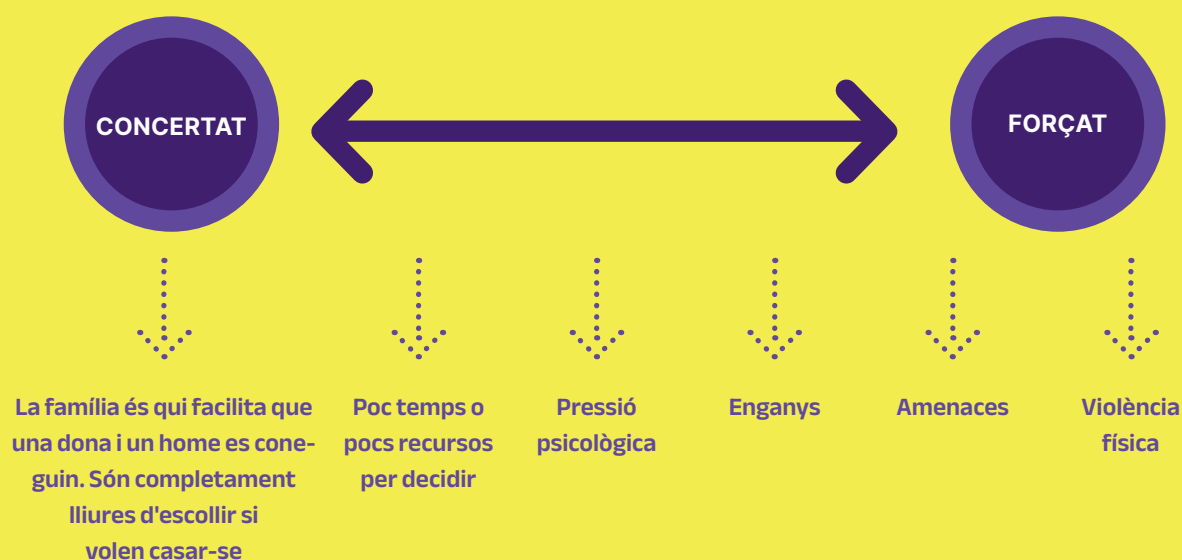 CONCERTAT
FORÇAT
La família és qui facilita que
una dona i un home es cone-
guin. Són completament
lliures d'escollir si
volen casar-se
Poc temps o
pocs recursos
per decidir
Pressió
psicològica
Enganys
Amenaces
Violència
física